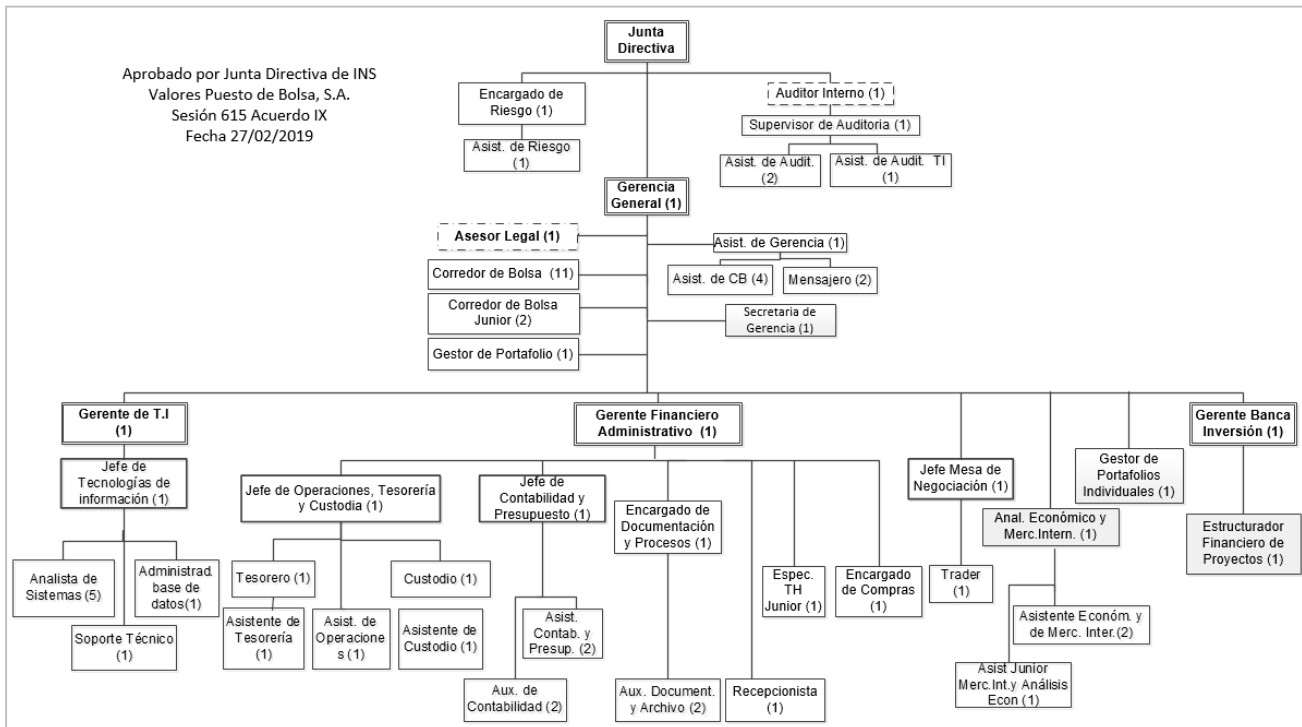 Junta
Directiva
Aprobado por Junta Directiva de INS
Valores Puesto de Bolsa, S.A.
Sesión 615 Acuerdo IX
Fecha 27/02/2019
Encargado de
Riesgo (1)
Asist. de Riesgo
(1)
Auditor Interno (1)
Supervisor de Auditoria (1)
Asist. de Audit.
(2)
Asist. de Audit. TI
(1)
Gerencia
General (1)
Asesor Legal (1)
Corredor de Bolsa (11)
Corredor de Bolsa
Junior (2)
Gestor de Portafolio (1)
Asist. de Gerencia (1)
Asist. de CB (4)
Mensajero (2)
Secretaria de
Gerencia (1)
Gerente de T.I
(1)
Gerente Financiero
Administrativo (1)
Gerente Banca
Inversión (1)
Jefe de
Tecnologías de
información (1)
Analista de
Sistemas (5)
Administrad.
base de
datos(1)
Soporte Técnico
(1)
Jefe de Operaciones, Tesorería
y Custodia (1)
Tesorero (1)
Asistente de
Tesorería
(1)
Asist. de
Operacione
s (1)
Custodio (1)
Asistente de
Custodio (1)
Jefe de
Contabilidad y
Presupuesto (1)
Asist.
Contab. y
Presup. (2)
Aux. de
Contabilidad (2)
Encargado de
Documentación
y Procesos (1)
Aux. Document.
y Archivo (2)
Recepcionista
(1)
Espec.
TH
Junior (1)
Encargado
de Compras
(1)
Jefe Mesa de
Negociación (1)
Trader
(1)
Anal. Económico y
Merc.Intern. (1)
Asistente Económ. y
de Merc. Inter.(2)
Asist Junior
Merc.Int.y Análisis
Econ (1)
Gestor de
Portafolios
Individuales (1)
Estructurador
Financiero de
Proyectos (1)